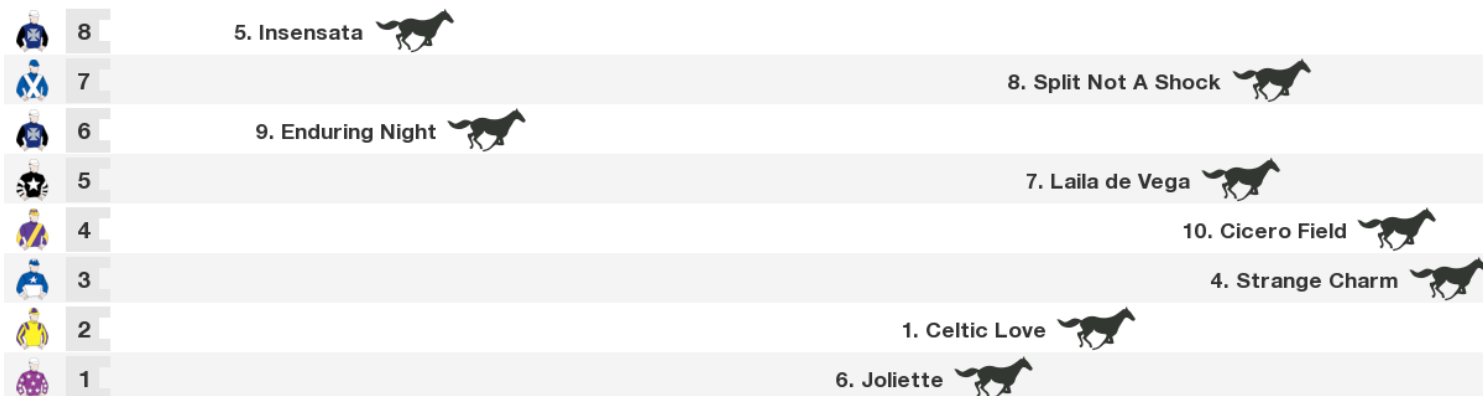 8 5. Insensata
7 8. Split Not A Shock
6 9. Enduring Night
5 7. Laila de Vega
4 10. Cicero Field
3 4. Strange Charm
2 1. Celtic Love
1 6. Joliette